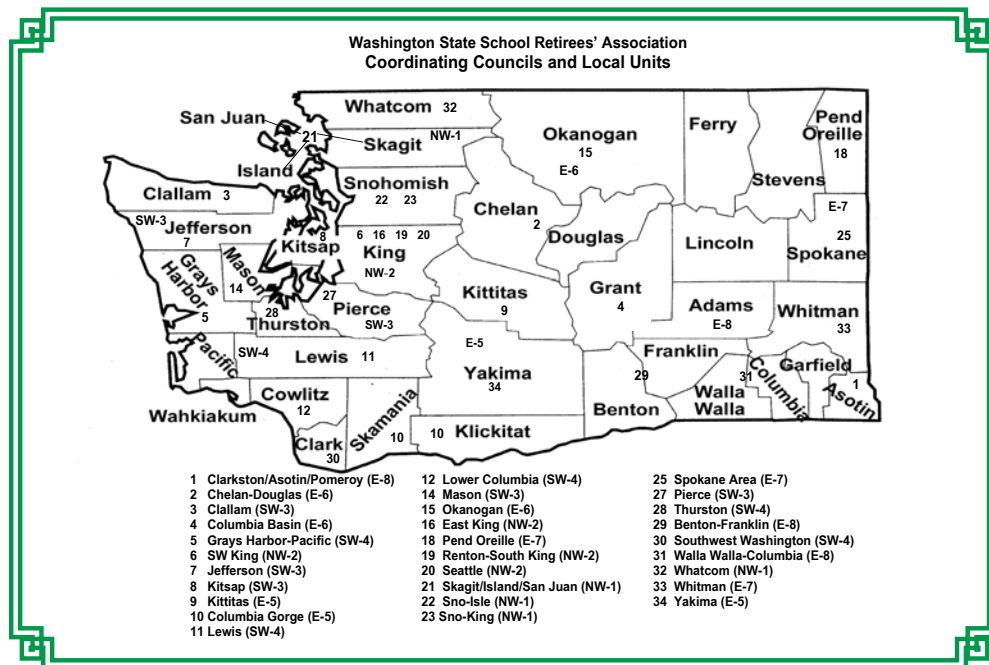 Washington State School Retirees' Association
Coordinating Councils and Local Units
Whatcom 32
San Juan
21
NW-1
Skagit
Island
Okanogan
15
E-6
Ferry
Pend
Oreille
18
Stevens
Clallam 3
Snohomish
22 23
Chelan
2
Douglas
E-7
25
Spokane
Lincoln
SW-3
Jefferson
7
8
Kitsap
6 16 19 20
King
NW-2
Mason
14
Grays
Harbor
5
Kittitas
9
Grant
4
Adams
E-8
Whitman
33
27
Pierce
SW-3
28
Thurston
Pacific
SW-4
Lewis 11
E-5
Yakima
34
Franklin
29
Benton
31
Walla
Walla
Columbia
Garfield
1
Asotin
Wahkiakum
Cowlitz
12
Skamania
10
10 Klickitat
Clark
30
1 Clarkston/Asotin/Pomeroy (E-8)
2 Chelan-Douglas (E-6)
3 Clallam (SW-3)
4 Columbia Basin (E-6)
5 Grays Harbor-Pacific (SW-4)
6 SW King (NW-2)
7 Jefferson (SW-3)
8 Kitsap (SW-3)
9 Kittitas (E-5)
10 Columbia Gorge (E-5)
11 Lewis (SW-4)
12 Lower Columbia (SW-4)
14 Mason (SW-3)
15 Okanogan (E-6)
16 East King (NW-2)
18 Pend Oreille (E-7)
19 Renton-South King (NW-2)
20 Seattle (NW-2)
21 Skagit/Island/San Juan (NW-1)
22 Sno-Isle (NW-1)
23 Sno-King (NW-1)
25 Spokane Area (E-7)
27 Pierce (SW-3)
28 Thurston (SW-4)
29 Benton-Franklin (E-8)
30 Southwest Washington (SW-4)
31 Walla Walla-Columbia (E-8)
32 Whatcom (NW-1)
33 Whitman (E-7)
34 Yakima (E-5)